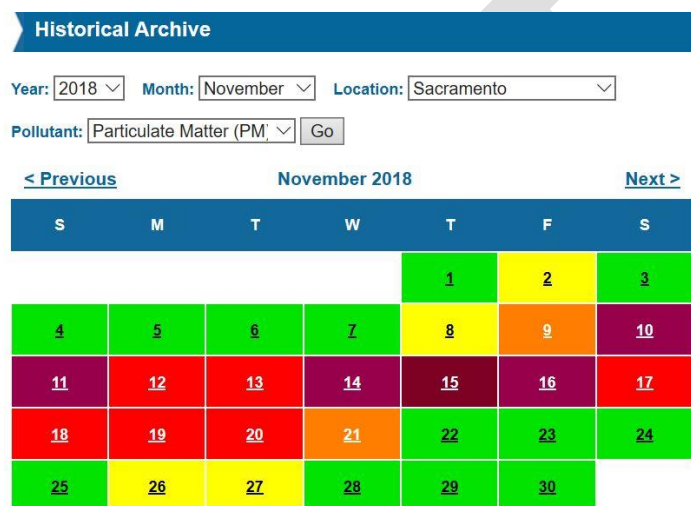 Historical Archive
Year: 2018 Month: November Location: Sacramento
Pollutant: Particulate Matter (PM) Go
< Previous November 2018 Next >
S M T W T F S
1 2 3
4 5 6 7 8 9 10
11 12 13 14 15 16 17
18 19 20 21 22 23 24
25 26 27 28 29 30